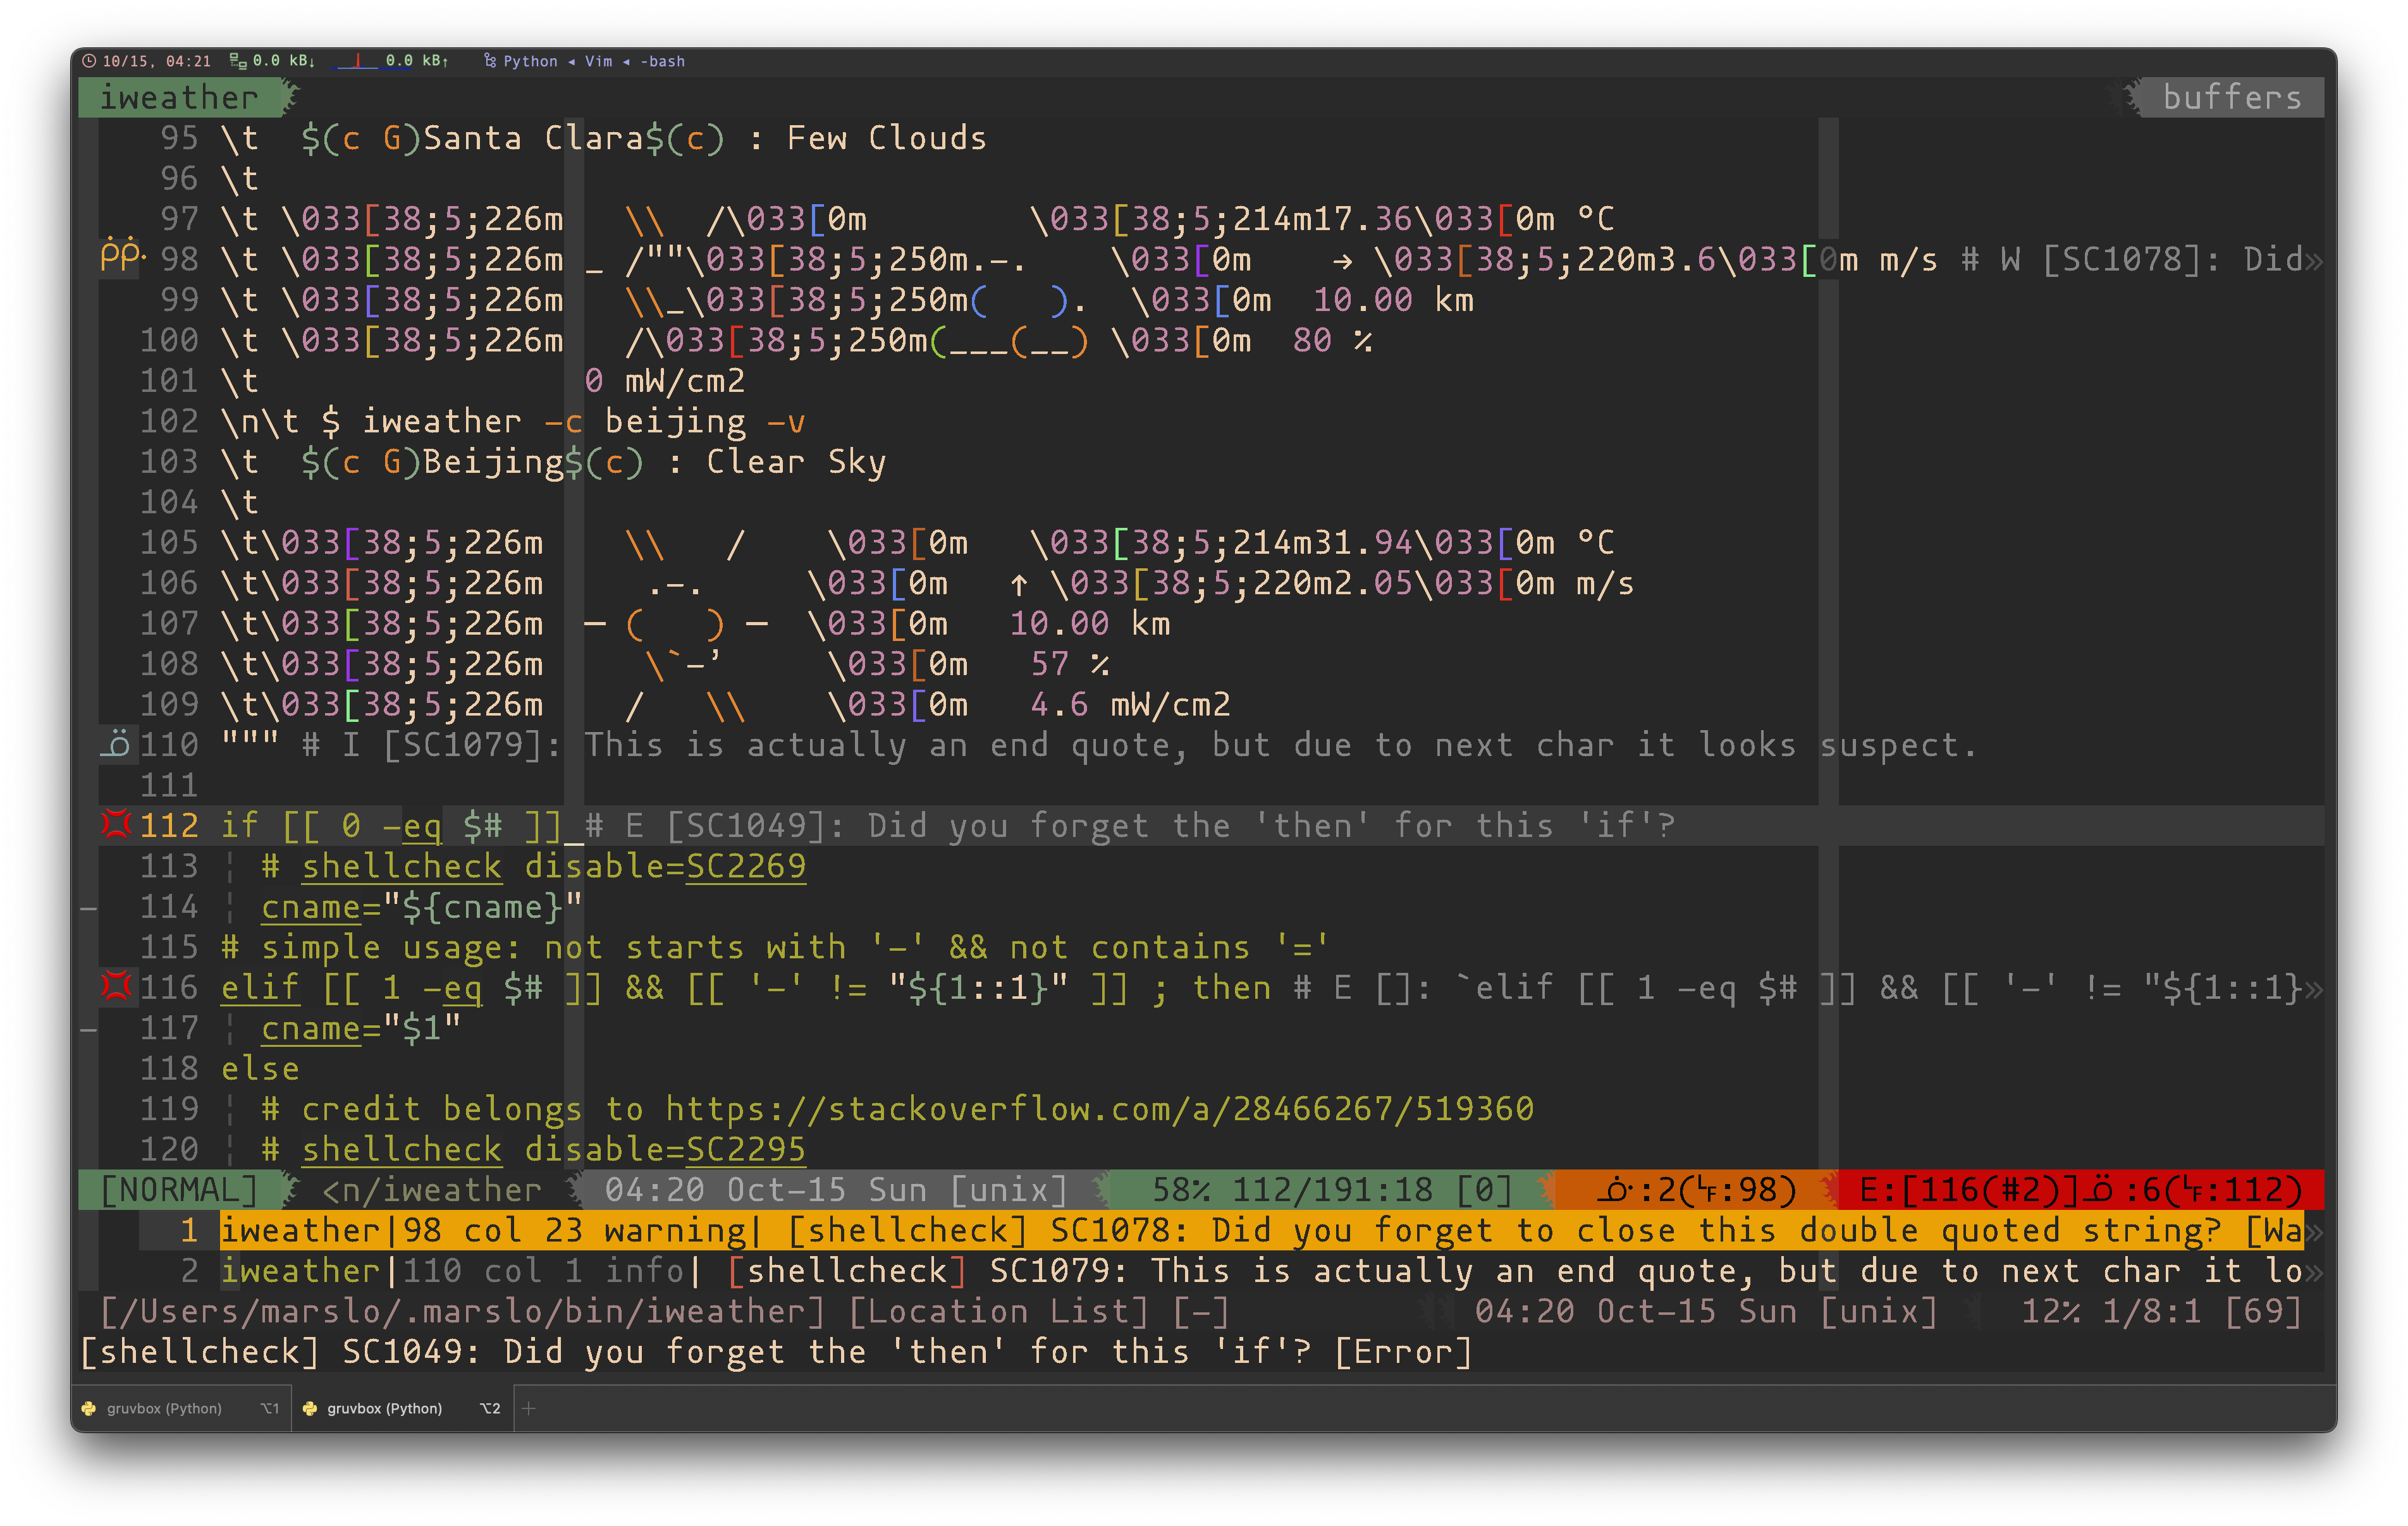 10/15, 04:21 0.0 kB↓ 0.0 kB↑ Python ◂ Vim ◂ -bash
iweather buffers
95 \t  $(c G)Santa Clara$(c) : Few Clouds
96 \t
97 \t \033[38;5;226m   \\  /\033[0m        \033[38;5;214m17.36\033[0m °C
98 \t \033[38;5;226m _ /""\033[38;5;250m.-.    \033[0m    → \033[38;5;220m3.6\033[0m m/s # W [SC1078]: Did»
99 \t \033[38;5;226m   \\_\033[38;5;250m(   ).  \033[0m  10.00 km
100 \t \033[38;5;226m   /\033[38;5;250m(___(__) \033[0m  80 %
101 \t                0 mW/cm2
102 \n\t $ iweather -c beijing -v
103 \t  $(c G)Beijing$(c) : Clear Sky
104 \t
105 \t\033[38;5;226m    \\   /    \033[0m   \033[38;5;214m31.94\033[0m °C
106 \t\033[38;5;226m     .-.     \033[0m   ↑ \033[38;5;220m2.05\033[0m m/s
107 \t\033[38;5;226m  ― (   ) ―  \033[0m   10.00 km
108 \t\033[38;5;226m     \`-’     \033[0m   57 %
109 \t\033[38;5;226m    /   \\    \033[0m   4.6 mW/cm2
110 """ # I [SC1079]: This is actually an end quote, but due to next char it looks suspect.
111
112 if [[ 0 -eq $# ]]_# E [SC1049]: Did you forget the 'then' for this 'if'?
113 ¦ # shellcheck disable=SC2269
114 ¦ cname="${cname}"
115 # simple usage: not starts with '-' && not contains '='
116 elif [[ 1 -eq $# ]] && [[ '-' != "${1::1}" ]] ; then # E []: `elif [[ 1 -eq $# ]] && [[ '-' != "${1::1}»
117 ¦ cname="$1"
118 else
119 ¦ # credit belongs to https://stackoverflow.com/a/28466267/519360
120 ¦ # shellcheck disable=SC2295
[NORMAL] <n/iweather 04:20 Oct-15 Sun [unix] 58% 112/191:18 [0] :2(␊:98) E:[116(#2)] :6(␊:112)
1 iweather|98 col 23 warning| [shellcheck] SC1078: Did you forget to close this double quoted string? [Wa»
2 iweather|110 col 1 info| [shellcheck] SC1079: This is actually an end quote, but due to next char it lo»
[/Users/marslo/.marslo/bin/iweather] [Location List] [-] 04:20 Oct-15 Sun [unix] 12% 1/8:1 [69]
[shellcheck] SC1049: Did you forget the 'then' for this 'if'? [Error]
gruvbox (Python) ⌥1 gruvbox (Python) ⌥2 +